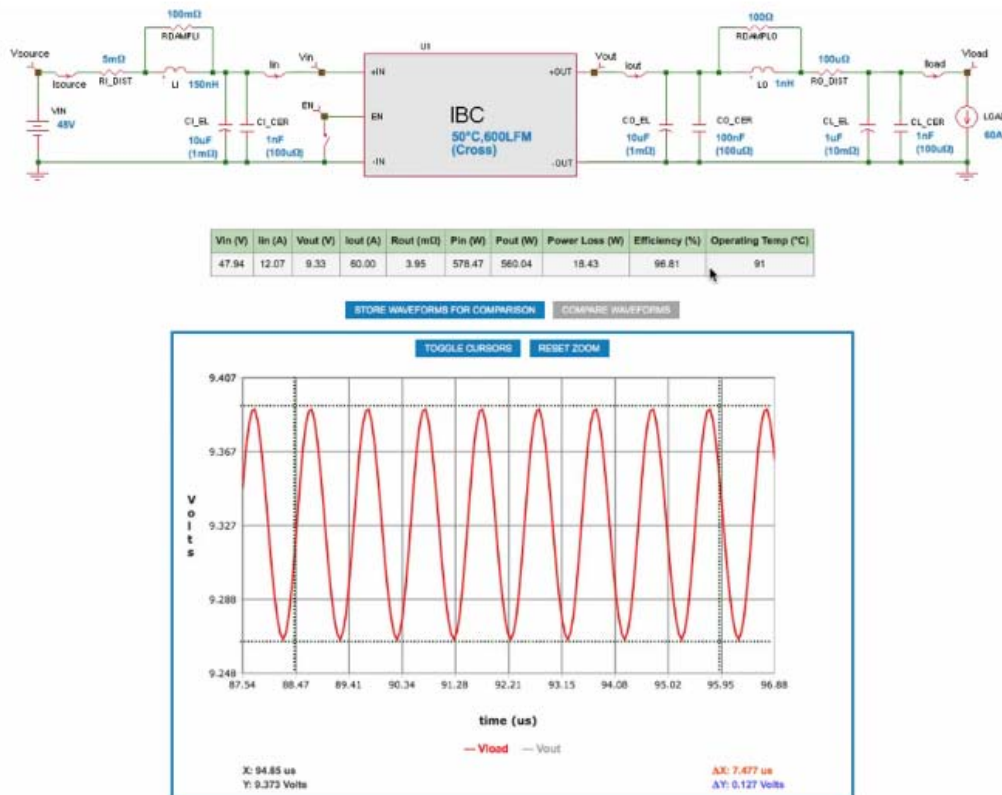 100mΩ
RDAMPLI
Vsource
5mΩ
Isource
RI_DIST
LI
150nH
Iin
Vin
VIN
48V
CI_EL
10uF
(1mΩ)
CI_CER
1nF
(100uΩ)
EN
U1
+IN
EN
-IN
IBC
50°C,600LFM
(Cross)
+OUT
-OUT
Vout
iout
100Ω
RDAMPLO
LO
1nH
100uΩ
RO_DIST
CO_EL
10uF
(1mΩ)
CO_CER
100nF
(100uΩ)
CL_EL
1uF
(10mΩ)
CL_CER
1nF
(100uΩ)
Iload
Vload
LOA
60A
Vin (V) Iin (A) Vout (V) Iout (A) Rout (mΩ) Pin (W) Pout (W) Power Loss (W) Efficiency (%) Operating Temp (°C)
47.94 12.07 9.33 60.00 3.95 578.47 560.04 18.43 96.81 91
STORE WAVEFORMS FOR COMPARISON COMPARE WAVEFORMS
TOGGLE CURSORS RESET ZOOM
9.407
9.367
9.327
9.288
9.248
Volts
87.54 88.47 89.41 90.34 91.28 92.21 93.15 94.08 95.02 95.95 96.88
time (us)
Vload Vout
X: 94.85 us
Y: 9.373 Volts
ΔX: 7.477 us
ΔY: 0.127 Volts